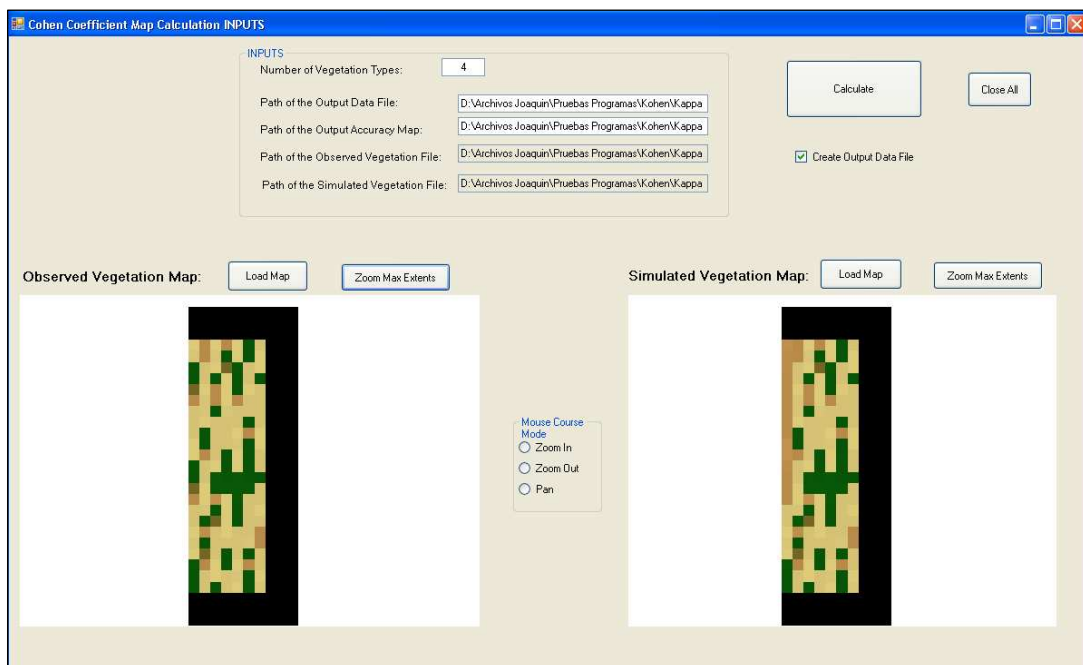 Cohen Coefficient Map Calculation INPUTS
INPUTS
Number of Vegetation Types: 4
Path of the Output Data File: D:\Archivos Joaquin\Pruebas Programas\Kohen\Kappa
Path of the Output Accuracy Map: D:\Archivos Joaquin\Pruebas Programas\Kohen\Kappa
Path of the Observed Vegetation File: D:\Archivos Joaquin\Pruebas Programas\Kohen\Kappa
Path of the Simulated Vegetation File: D:\Archivos Joaquin\Pruebas Programas\Kohen\Kappa
Calculate
Close All
Create Output Data File
Observed Vegetation Map: Load Map Zoom Max Extents
Simulated Vegetation Map: Load Map Zoom Max Extents
Mouse Course
Mode
Zoom In
Zoom Out
Pan